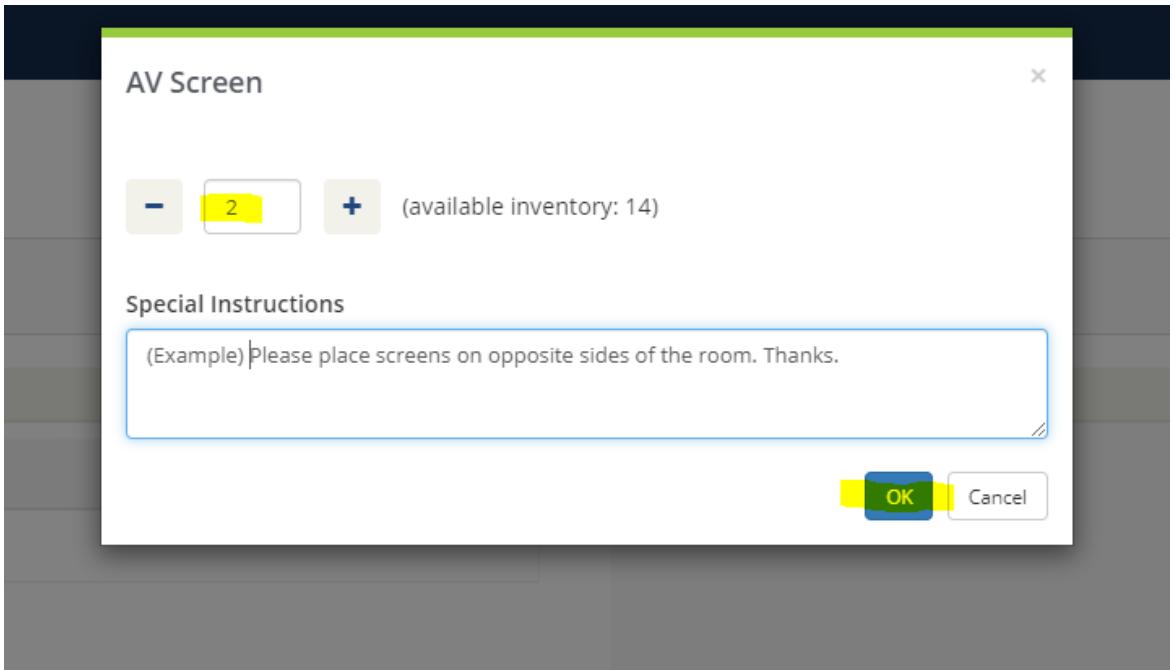 AV Screen ×
− 2 + (available inventory: 14)
Special Instructions
(Example) Please place screens on opposite sides of the room. Thanks.
OK Cancel